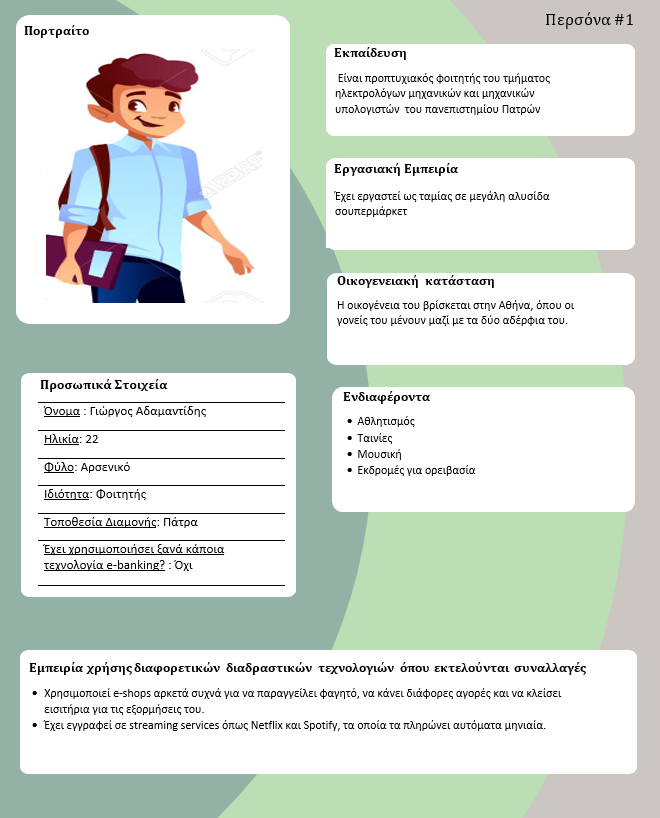 Περσόνα #1
Πορτραίτο
Εκπαίδευση
Είναι προπτυχιακός φοιτητής του τμήματος
ηλεκτρολόγων μηχανικών και μηχανικών
υπολογιστών του πανεπιστημίου Πατρών
Εργασιακή Εμπειρία
Έχει εργαστεί ως ταμίας σε μεγάλη αλυσίδα
σουπερμάρκετ
Οικογενειακή κατάσταση
Η οικογένεια του βρίσκεται στην Αθήνα, όπου οι
γονείς του μένουν μαζί με τα δύο αδέρφια του.
Προσωπικά Στοιχεία
Όνομα : Γιώργος Αδαμαντίδης
Ηλικία: 22
Φύλο: Αρσενικό
Ιδιότητα: Φοιτητής
Τοποθεσία Διαμονής: Πάτρα
Έχει χρησιμοποιήσει ξανά κάποια
τεχνολογία e-banking? : Όχι
Ενδιαφέροντα
• Αθλητισμός
• Ταινίες
• Μουσική
• Εκδρομές για ορειβασία
Εμπειρία χρήσης διαφορετικών διαδραστικών τεχνολογιών όπου εκτελούνται συναλλαγές
• Χρησιμοποιεί e-shops αρκετά συχνά για να παραγγείλει φαγητό, να κάνει διάφορες αγορές και να κλείσει
εισιτήρια για τις εξορμήσεις του.
• Έχει εγγραφεί σε streaming services όπως Netflix και Spotify, τα οποία τα πληρώνει αυτόματα μηνιαία.